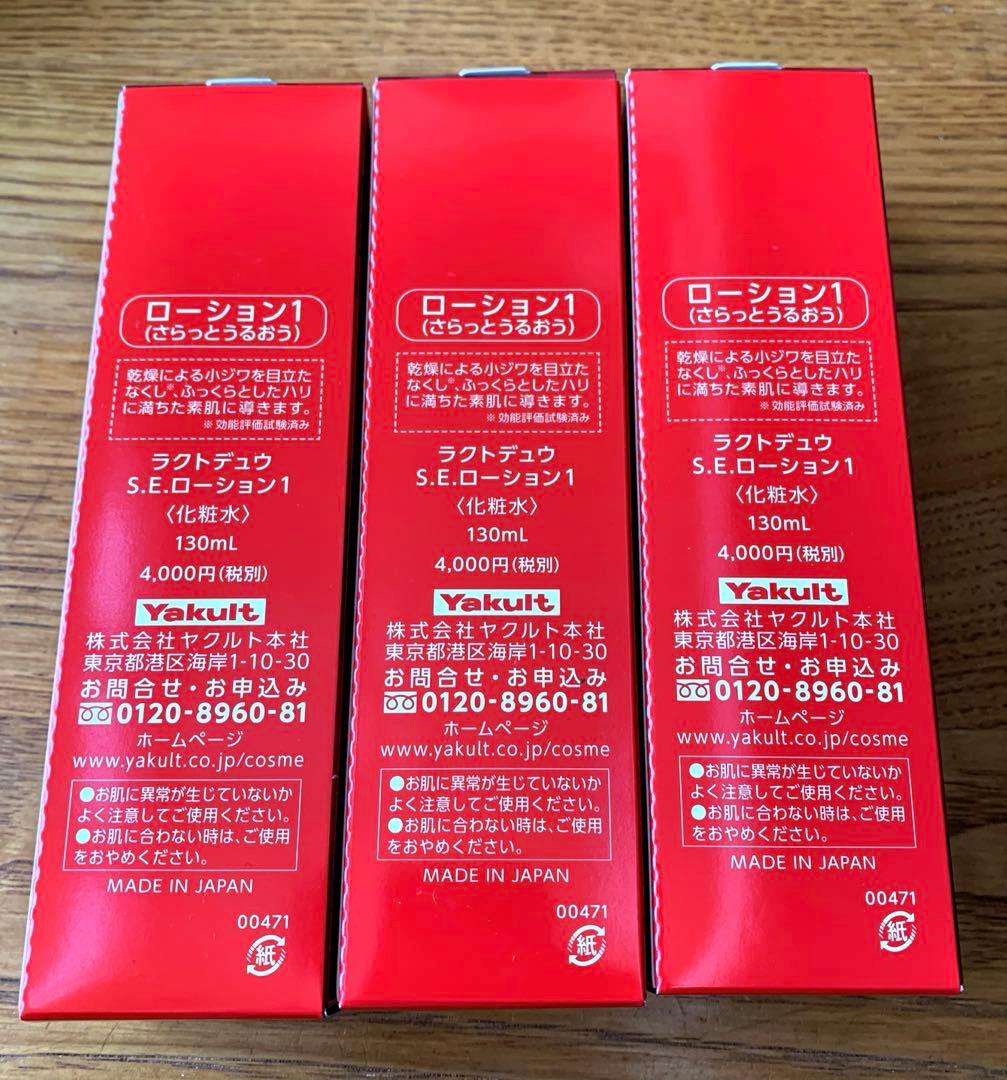 ローション1
(さらっとうるおう)
乾燥による小ジワを目立た
なくし※、ふっくらとしたハリ
に満ちた素肌に導きます。
※効能評価試験済み
ラクトデュウ
S.E.ローション1
〈化粧水〉
130mL
4,000円(税別)
Yakult
株式会社ヤクルト本社
東京都港区海岸1-10-30
お問合せ・お申込み
0120-8960-81
ホームページ
www.yakult.co.jp/cosme
●お肌に異常が生じていないか
よく注意してご使用ください。
●お肌に合わない時は、ご使用
をおやめください。
MADE IN JAPAN
00471
紙
ローション1
(さらっとうるおう)
乾燥による小ジワを目立た
なくし※、ふっくらとしたハリ
に満ちた素肌に導きます。
※効能評価試験済み
ラクトデュウ
S.E.ローション1
〈化粧水〉
130mL
4,000円(税別)
Yakult
株式会社ヤクルト本社
東京都港区海岸1-10-30
お問合せ・お申込み
0120-8960-81
ホームページ
www.yakult.co.jp/cosme
●お肌に異常が生じていないか
よく注意してご使用ください。
●お肌に合わない時は、ご使用
をおやめください。
MADE IN JAPAN
00471
紙
ローション1
(さらっとうるおう)
乾燥による小ジワを目立た
なくし※、ふっくらとしたハリ
に満ちた素肌に導きます。
※効能評価試験済み
ラクトデュウ
S.E.ローション1
〈化粧水〉
130mL
4,000円(税別)
Yakult
株式会社ヤクルト本社
東京都港区海岸1-10-30
お問合せ・お申込み
0120-8960-81
ホームページ
www.yakult.co.jp/cosme
●お肌に異常が生じていないか
よく注意してご使用ください。
●お肌に合わない時は、ご使用
をおやめください。
MADE IN JAPAN
00471
紙